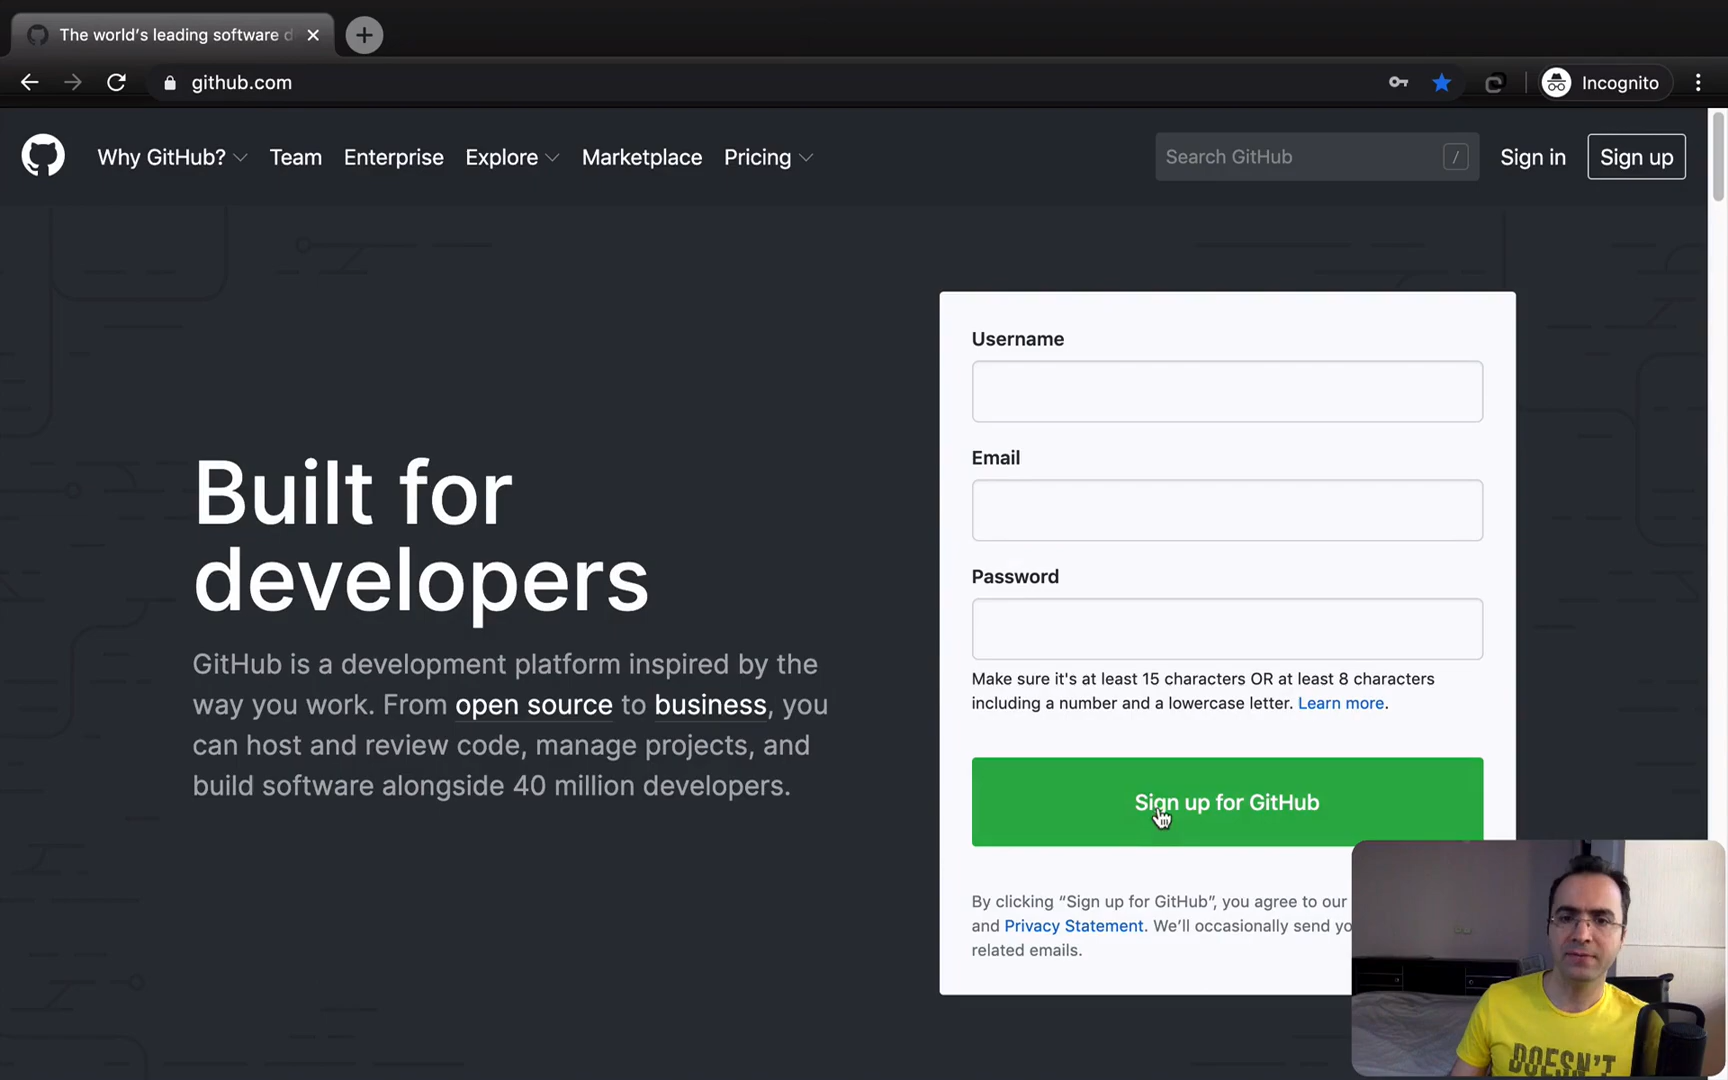 The world's leading software d
github.com
Incognito
Why GitHub?
Team
Enterprise
Explore
Marketplace
Pricing
Search GitHub
/
Sign in
Sign up
Built for
developers
GitHub is a development platform inspired by the
way you work. From open source to business, you
can host and review code, manage projects, and
build software alongside 40 million developers.
Username
Email
Password
Make sure it's at least 15 characters OR at least 8 characters
including a number and a lowercase letter. Learn more.
Sign up for GitHub
By clicking “Sign up for GitHub”, you agree to our
and Privacy Statement. We’ll occasionally send yo
related emails.
DOESN'T